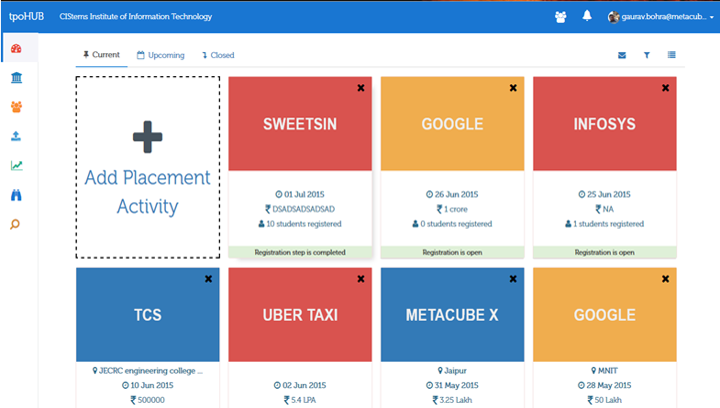 tpoHUB
CIStems Institute of Information Technology
gaurav.bohra@metacub...
Current
Upcoming
Closed
Add Placement
Activity
SWEETSIN
01 Jul 2015
₹ DSADSADSADSAD
10 students registered
Registration step is completed
GOOGLE
26 Jun 2015
₹ 1 crore
0 students registered
Registration is open
INFOSYS
25 Jun 2015
₹ NA
1 students registered
Registration is open
TCS
JECRC engineering college ...
10 Jun 2015
₹ 500000
UBER TAXI
02 Jun 2015
₹ 5.4 LPA
METACUBE X
Jaipur
31 May 2015
₹ 3.25 Lakh
GOOGLE
MNIT
28 May 2015
₹ 50 Lakh